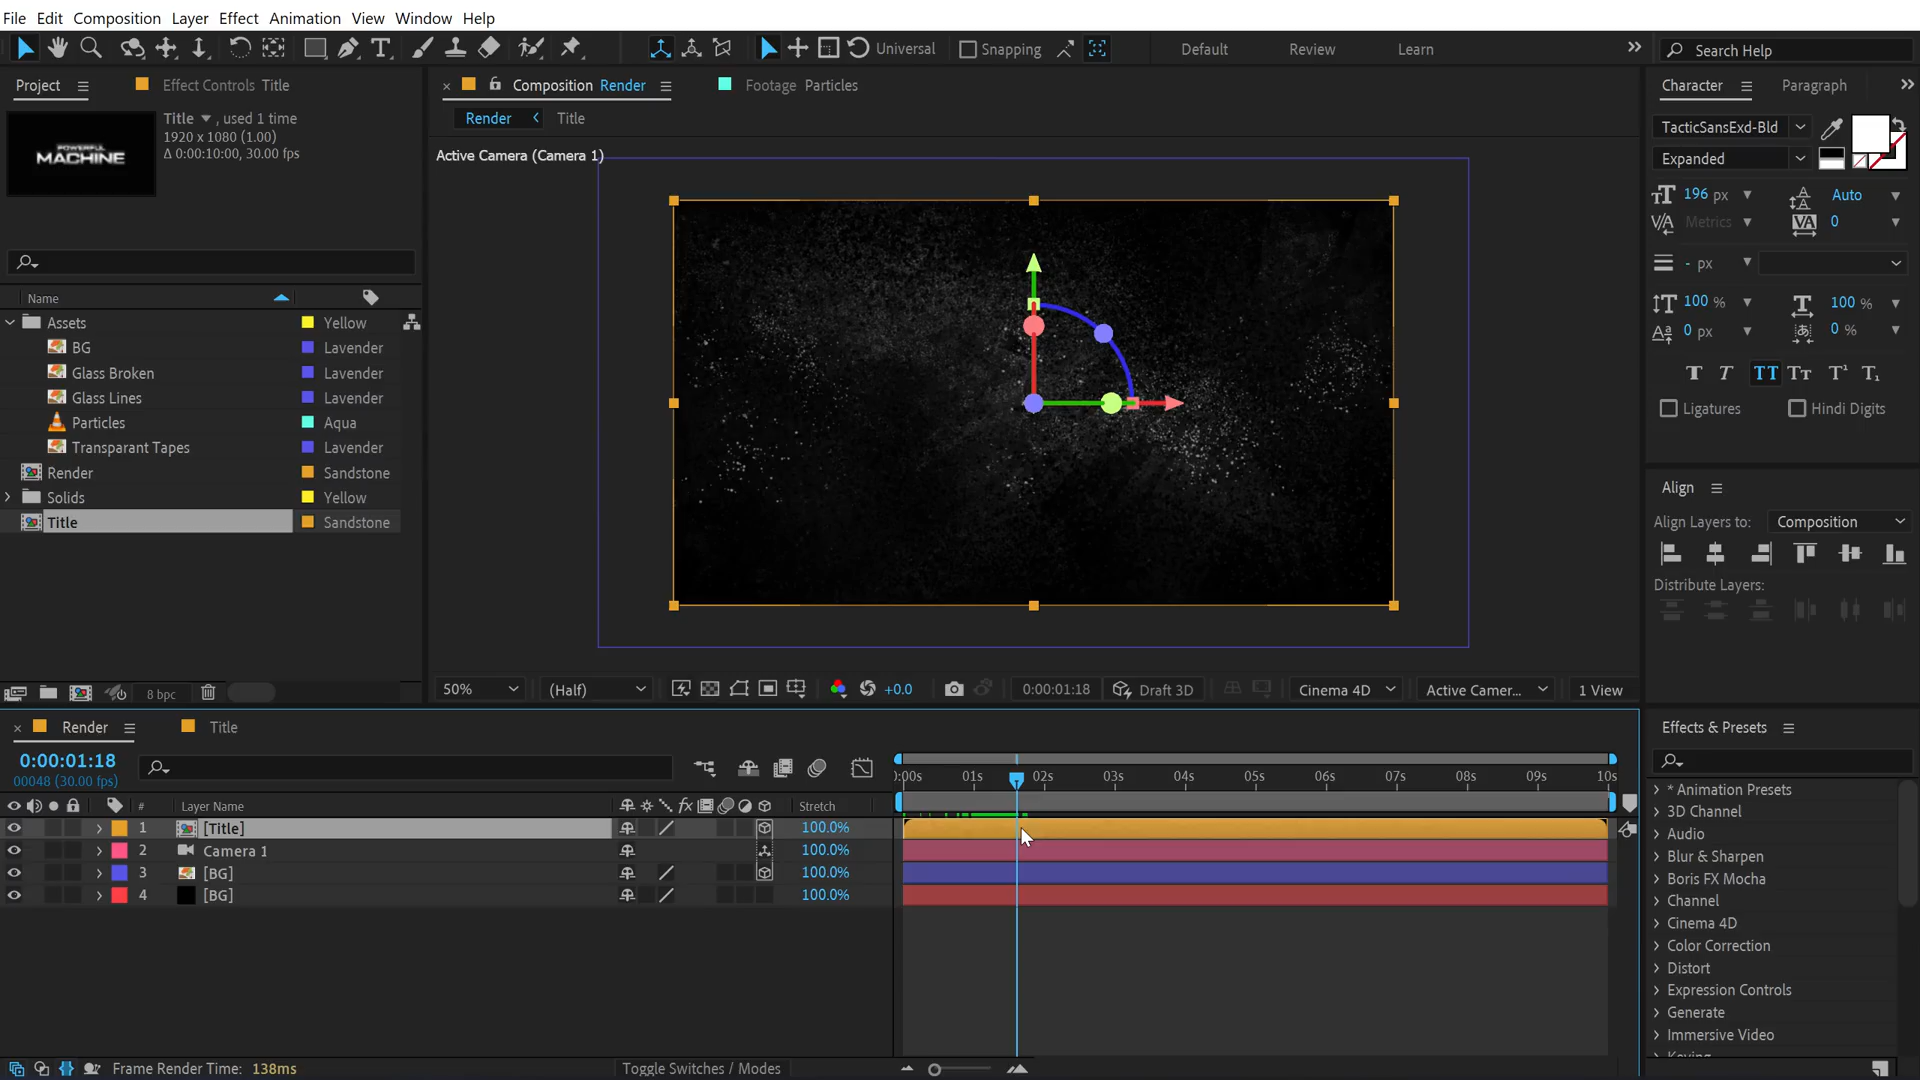 File Edit Composition Layer Effect Animation View Window Help
Universal Snapping Default Review Learn Search Help
Project Effect Controls Title
Title , used 1 time
1920 x 1080 (1.00)
Δ 0:00:10:00, 30.00 fps
POWERFUL
MACHINE
Name
Assets Yellow
BG Lavender
Glass Broken Lavender
Glass Lines Lavender
Particles Aqua
Transparant Tapes Lavender
Render Sandstone
Solids Yellow
Title Sandstone
8 bpc
Composition Render Footage Particles
Render Title
Active Camera (Camera 1)
50% (Half) +0.0 0:00:01:18 Draft 3D Cinema 4D Active Camer... 1 View
Character Paragraph
TacticSansExd-Bld
Expanded
196 px Auto
Metrics 0
- px
100 % 100 %
0 px 0 %
Ligatures Hindi Digits
Align
Align Layers to: Composition
Distribute Layers:
Render Title
0:00:01:18
00048 (30.00 fps)
:00s 01s 02s 03s 04s 05s 06s 07s 08s 09s 10s
# Layer Name Stretch
1 [Title] 100.0%
2 Camera 1 100.0%
3 [BG] 100.0%
4 [BG] 100.0%
Effects & Presets
* Animation Presets
3D Channel
Audio
Blur & Sharpen
Boris FX Mocha
Channel
Cinema 4D
Color Correction
Distort
Expression Controls
Generate
Immersive Video
Keying
Frame Render Time: 138ms Toggle Switches / Modes